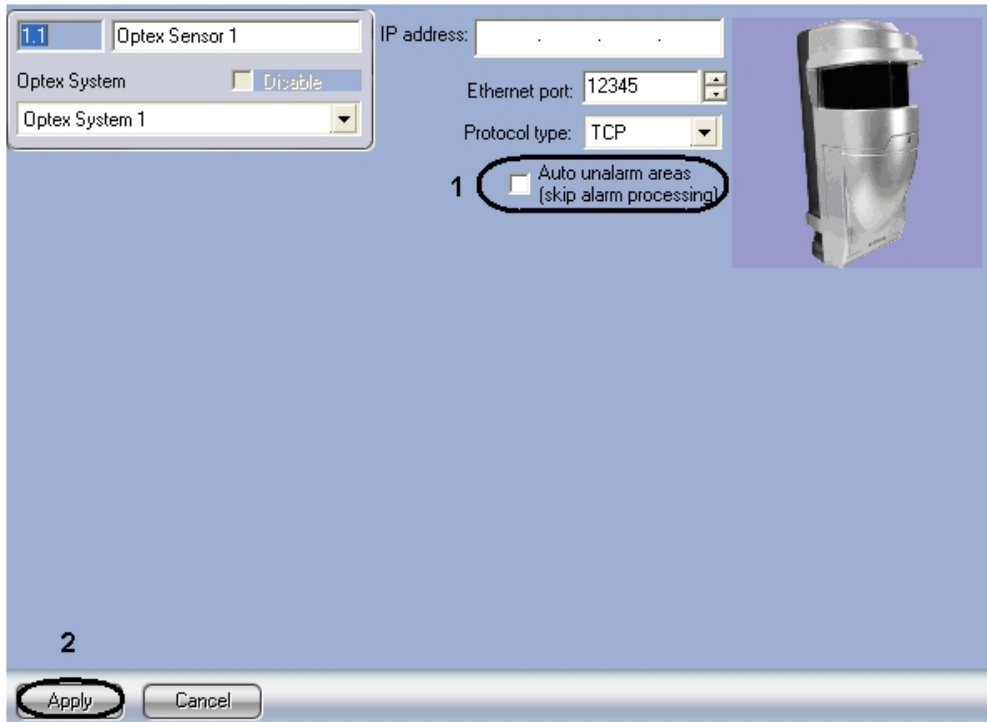 1.1 Optex Sensor 1
Optex System Disable
Optex System 1
IP address: . . .
Ethernet port: 12345
Protocol type: TCP
1
Auto unalarm areas
(skip alarm processing)
2
Apply Cancel